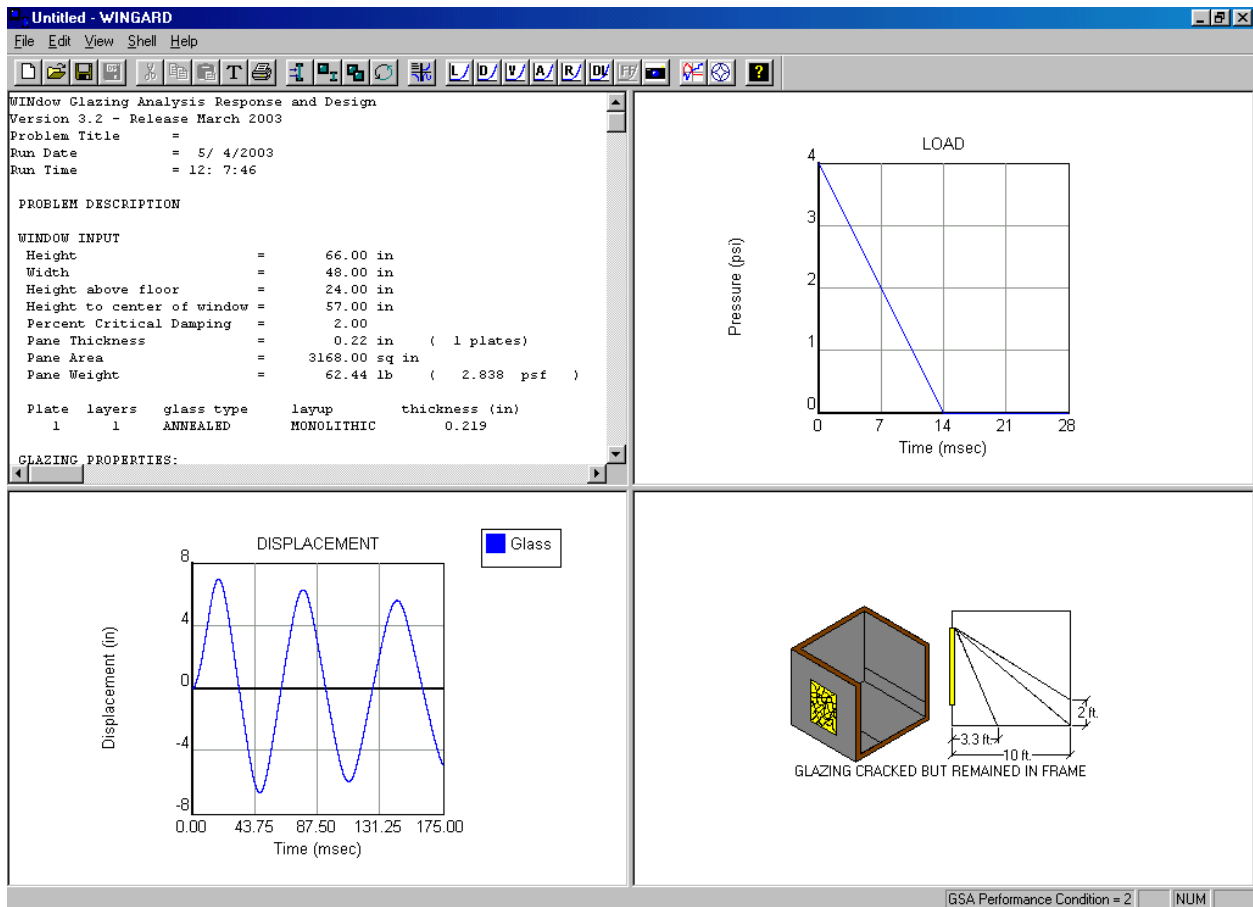 Untitled - WINGARD
File Edit View Shell Help
T L D V A R DV FF ?
WINdow Glazing Analysis Response and Design
Version 3.2 - Release March 2003
Problem Title =
Run Date = 5/ 4/2003
Run Time = 12: 7:46
PROBLEM DESCRIPTION
WINDOW INPUT
Height = 66.00 in
Width = 48.00 in
Height above floor = 24.00 in
Height to center of window = 57.00 in
Percent Critical Damping = 2.00
Pane Thickness = 0.22 in ( 1 plates)
Pane Area = 3168.00 sq in
Pane Weight = 62.44 lb ( 2.838 psf )
Plate layers glass type layup thickness (in)
1 1 ANNEALED MONOLITHIC 0.219
GLAZING PROPERTIES:
LOAD
4
3
2
1
0
Pressure (psi)
0 7 14 21 28
Time (msec)
DISPLACEMENT
Glass
8
4
0
-4
-8
Displacement (in)
0.00 43.75 87.50 131.25 175.00
Time (msec)
2 ft.
3.3 ft.
10 ft.
GLAZING CRACKED BUT REMAINED IN FRAME
GSA Performance Condition = 2 NUM